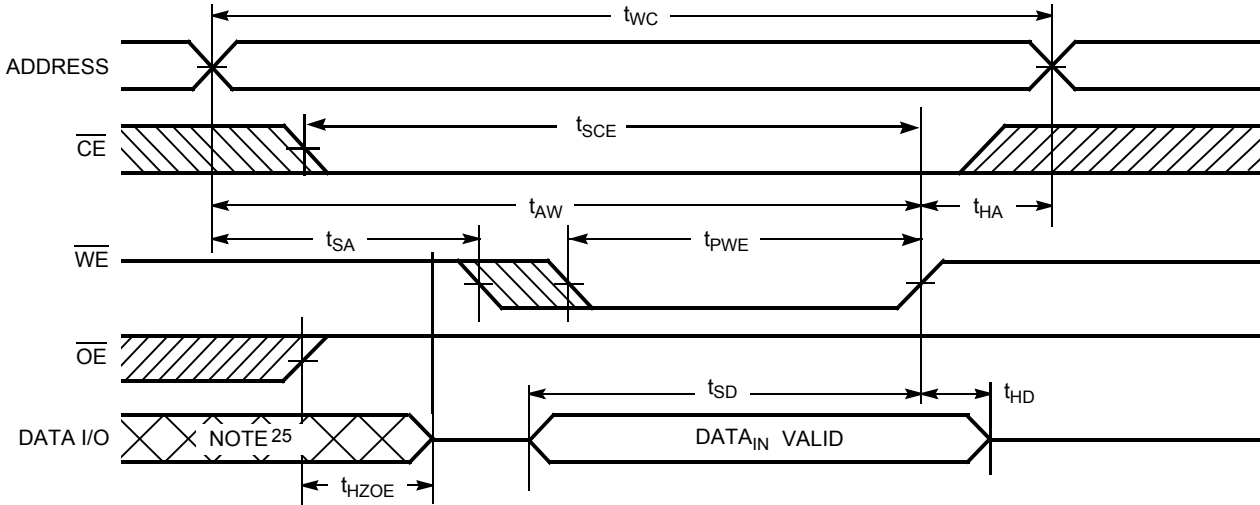 tWC
ADDRESS
CE
tSCE
tAW
tHA
tSA
tPWE
WE
OE
tSD
tHD
DATA I/O
NOTE 25
DATAIN VALID
tHZOE